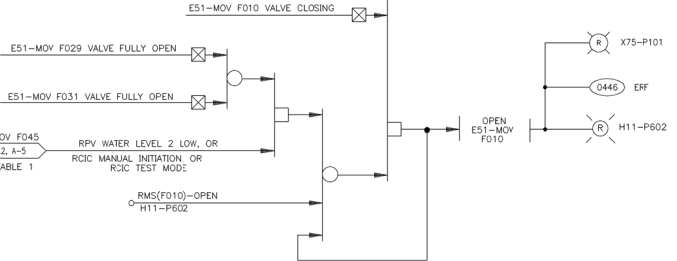 E51-MOV F010 VALVE CLOSING
E51-MOV F029 VALVE FULLY OPEN
E51-MOV F031 VALVE FULLY OPEN
OV F045
2, A-5
ABLE 1
RPV WATER LEVEL 2 LOW, OR
RCIC MANUAL INITIATION, OR
RCIC TEST MODE
RMS(F010)-OPEN
H11-P602
OPEN
E51-MOV
F010
R X75-P101
0446 ERF
R H11-P602